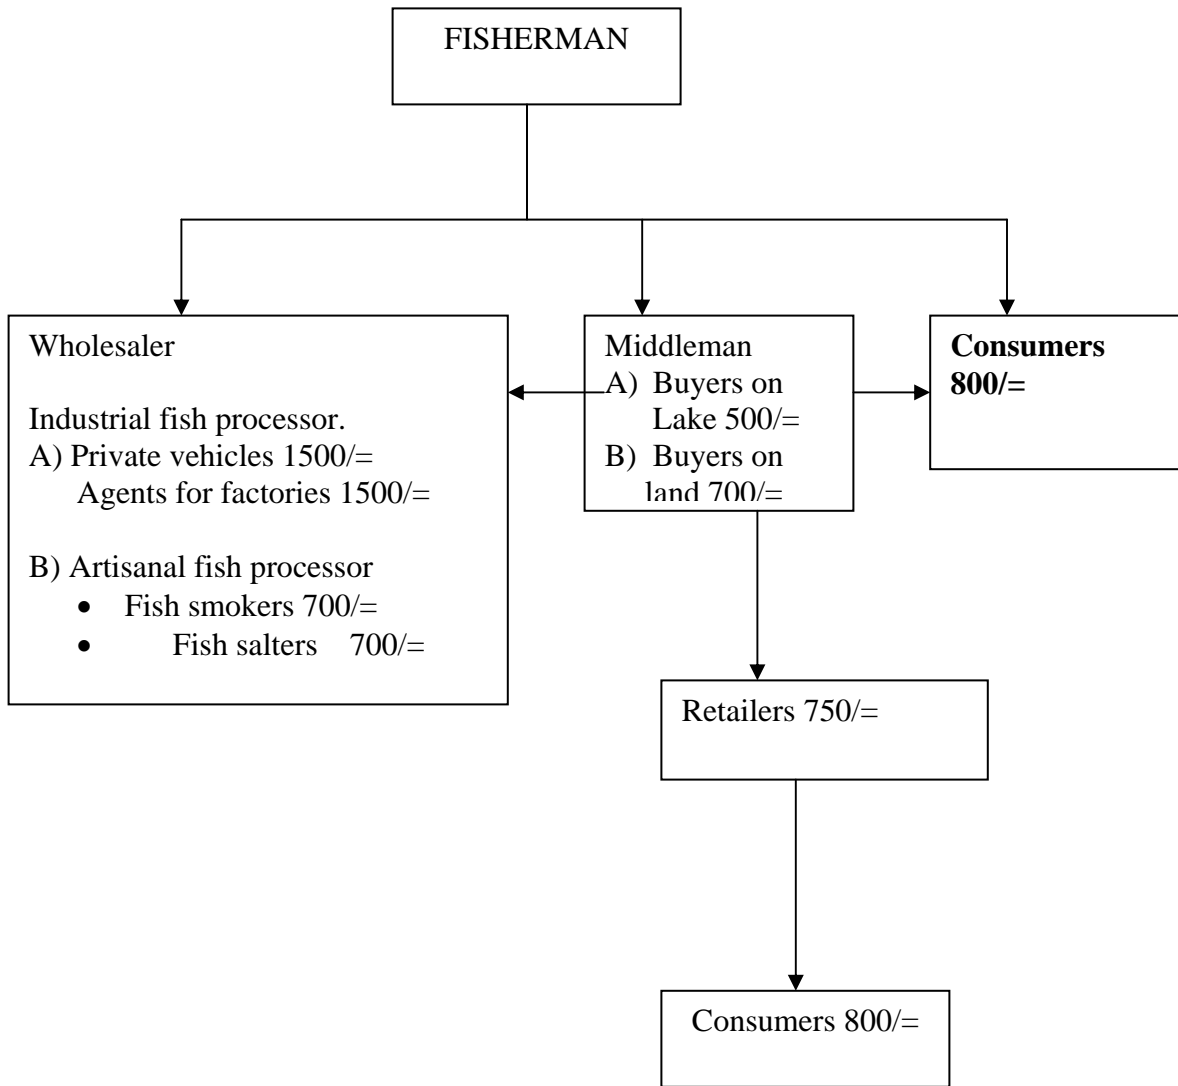 FISHERMAN
Wholesaler
Industrial fish processor.
A) Private vehicles 1500/=
Agents for factories 1500/=
B) Artisanal fish processor
• Fish smokers 700/=
• Fish salters 700/=
Middleman
A) Buyers on
Lake 500/=
B) Buyers on
land 700/=
Consumers
800/=
Retailers 750/=
Consumers 800/=